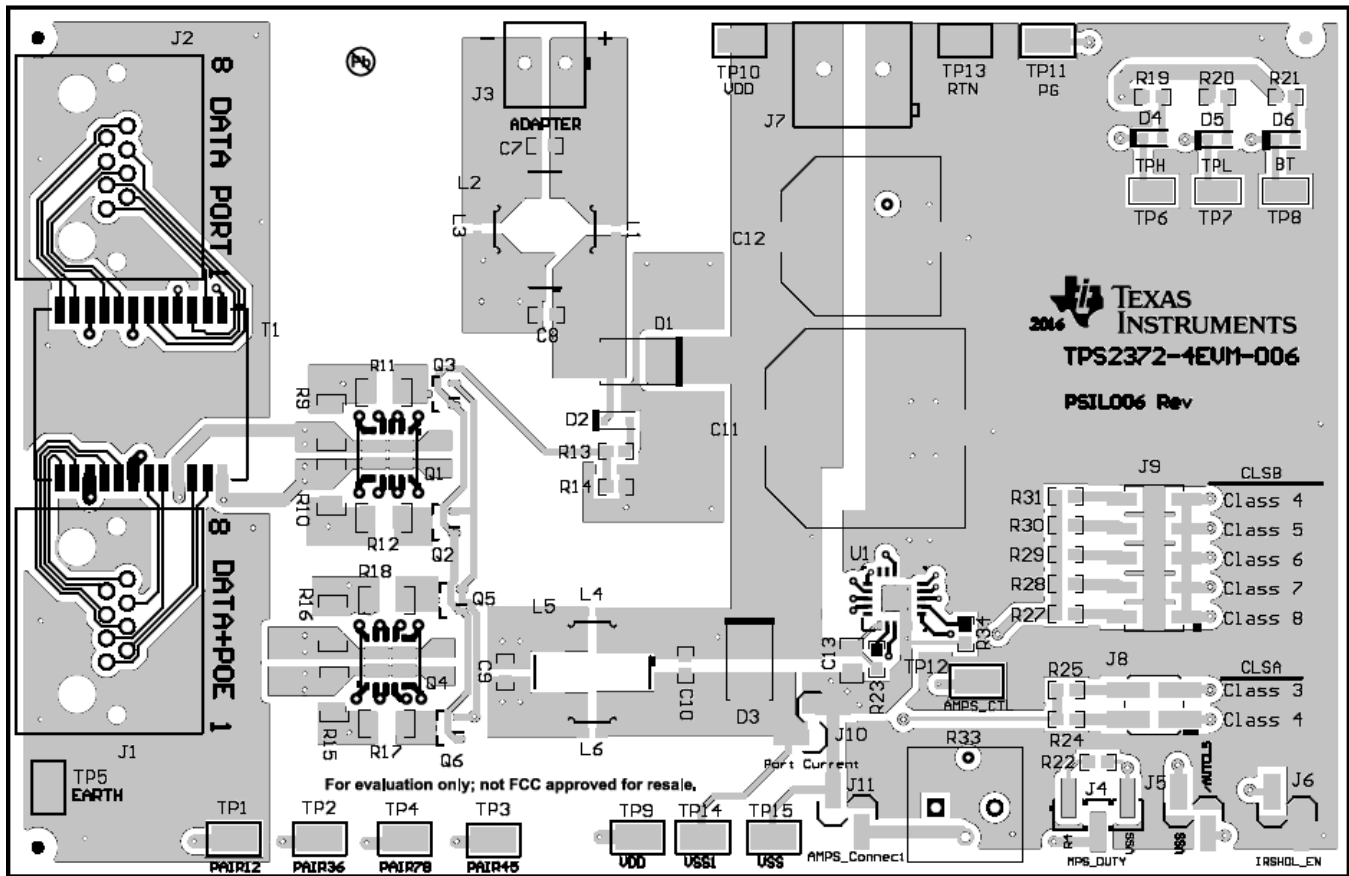 J2
8 DATA PORT 1
Pb
- +
J3
ADAPTER
C7
L2
L3
L1
C8
TP10
VDD
J7
TP13
RTN
TP11
PG
R19 R20 R21
D4 D5 D6
TPH TPL BT
TP6 TP7 TP8
C12
T1
D1
2016
TEXAS
INSTRUMENTS
TPS2372-4EVM-006
PSIL006 Rev
R11
Q3
R9
D2
C11
R13
Q1
R14
R10
R12
Q2
J9
CLSB
R31 Class 4
R30 Class 5
R29 Class 6
R28 Class 7
R27 Class 8
U1
R34
8 DATA+POE 1
J1
R18
R16
Q5
L5
L4
C9
Q4
C10
C13
R23
TP12
AMPS_CTL
R15
R17
Q6
L6
D3
J10
Port Current
R25
J8
CLSA
Class 3
Class 4
R24
R33
R22
J4
J5
AUTCLS
J6
J11
TP5
EARTH
For evaluation only; not FCC approved for resale.
TP1 TP2 TP4 TP3
PAIR12 PAIR36 PAIR78 PAIR45
TP9 TP14 TP15
VDD VSS1 VSS
AMPS_Connect
R4
MPS_DUTY
VSS
VSS
IRSHDL_EN